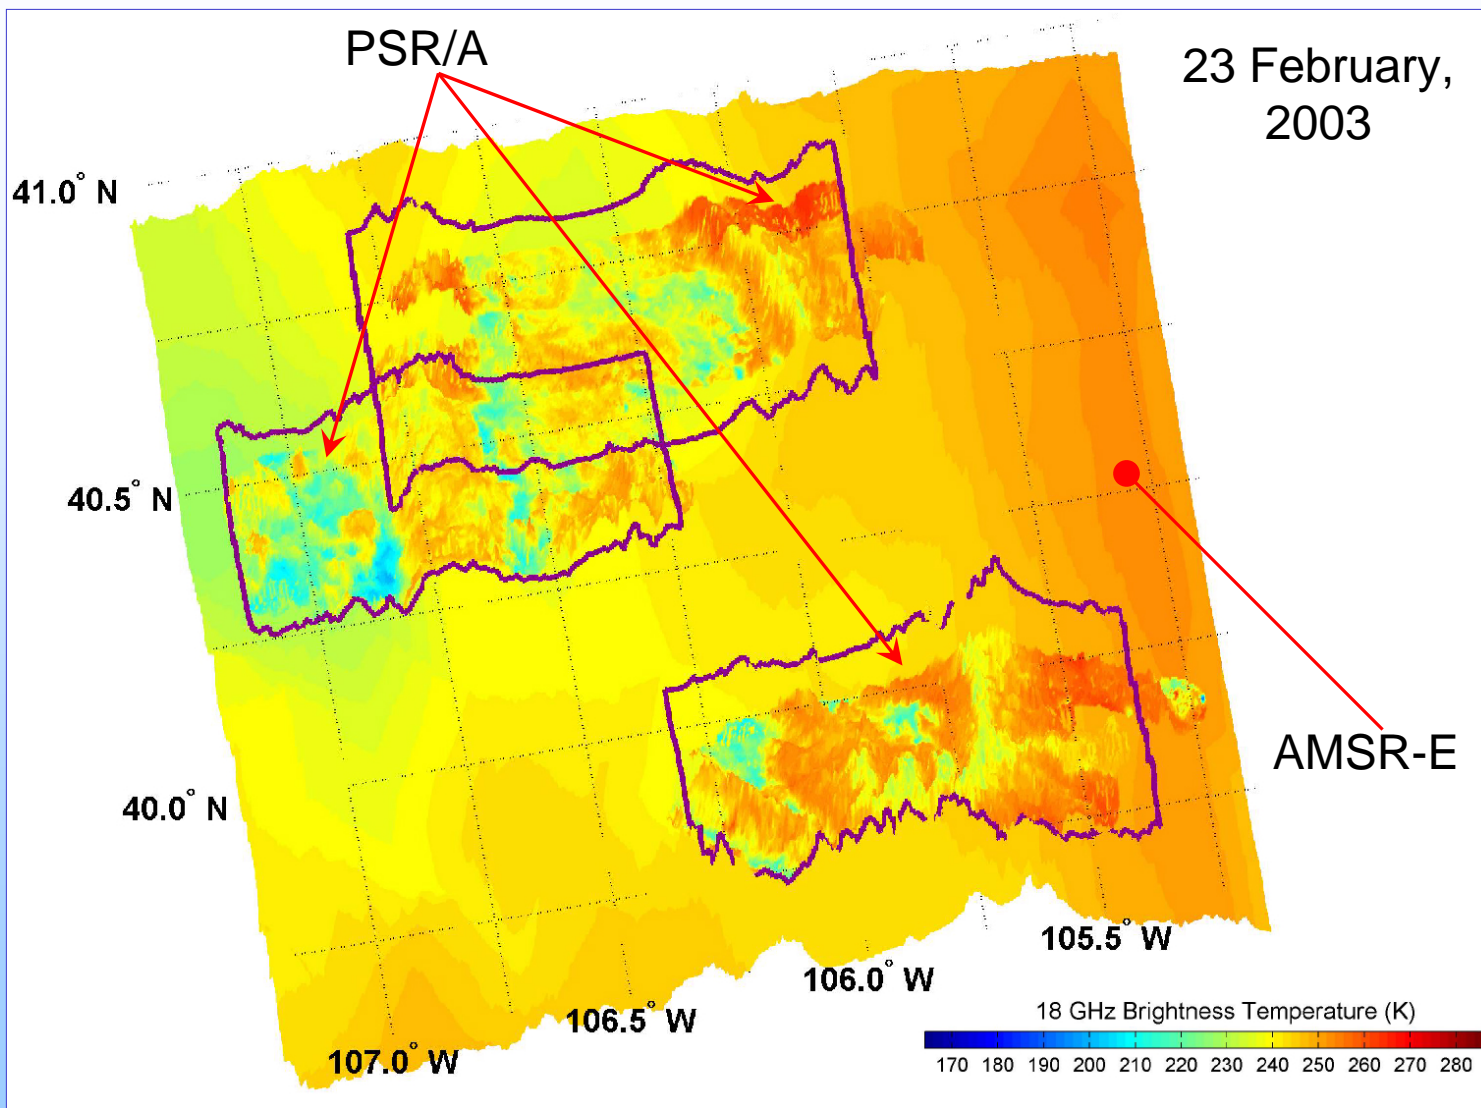 PSR/A
23 February,
2003
41.0° N
40.5° N
40.0° N
AMSR-E
105.5° W
106.0° W
106.5° W
107.0° W
18 GHz Brightness Temperature (K)
170 180 190 200 210 220 230 240 250 260 270 280